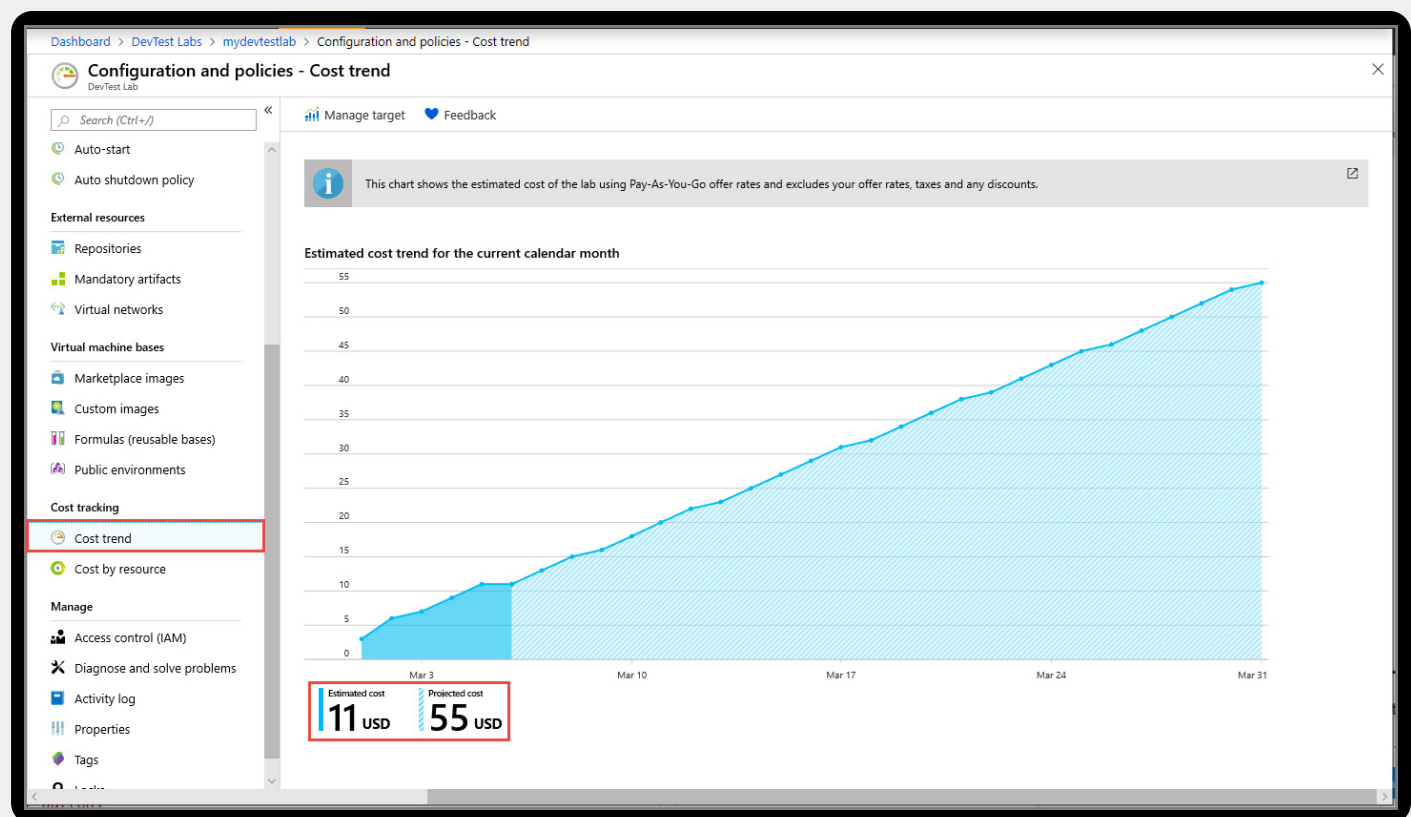 Dashboard > DevTest Labs > mydevtestlab > Configuration and policies - Cost trend
Configuration and policies - Cost trend
DevTest Lab
Search (Ctrl+/)
«
Auto-start
Auto shutdown policy
External resources
Repositories
Mandatory artifacts
Virtual networks
Virtual machine bases
Marketplace images
Custom images
Formulas (reusable bases)
Public environments
Cost tracking
Cost trend
Cost by resource
Manage
Access control (IAM)
Diagnose and solve problems
Activity log
Properties
Tags
Manage target Feedback
This chart shows the estimated cost of the lab using Pay-As-You-Go offer rates and excludes your offer rates, taxes and any discounts.
Estimated cost trend for the current calendar month
55
50
45
40
35
30
25
20
15
10
5
0
Mar 3 Mar 10 Mar 17 Mar 24 Mar 31
Estimated cost Projected cost
11 USD 55 USD